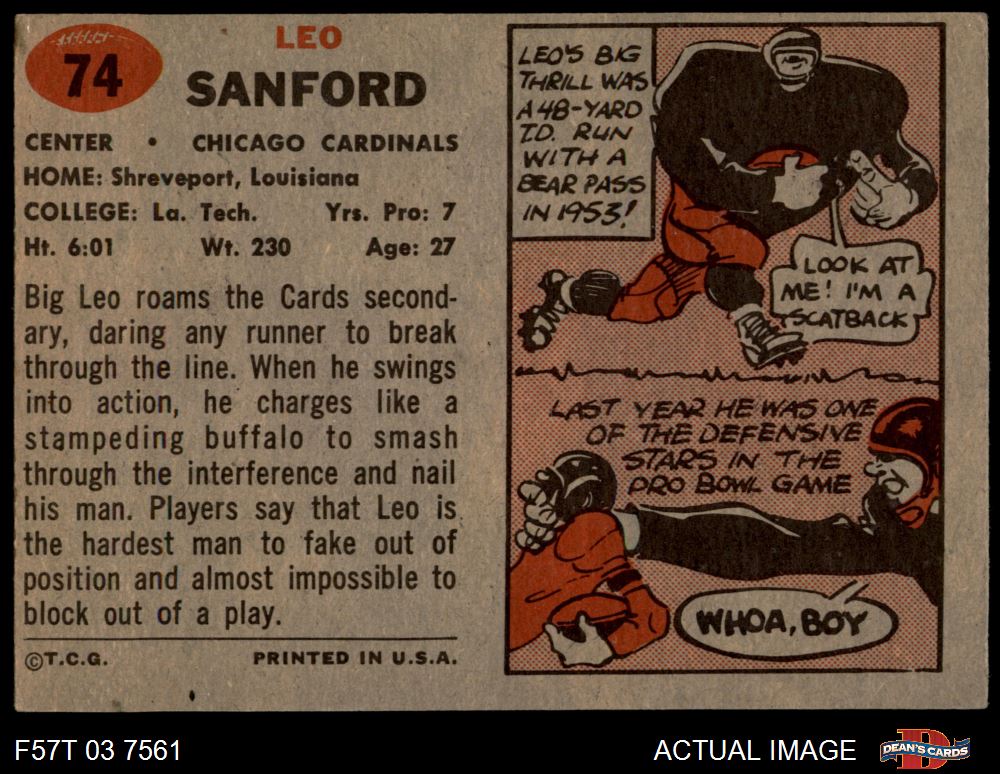 74
LEO
SANFORD
CENTER • CHICAGO CARDINALS
HOME: Shreveport, Louisiana
COLLEGE: La. Tech. Yrs. Pro: 7
Ht. 6:01 Wt. 230 Age: 27
Big Leo roams the Cards second-
ary, daring any runner to break
through the line. When he swings
into action, he charges like a
stampeding buffalo to smash
through the interference and nail
his man. Players say that Leo is
the hardest man to fake out of
position and almost impossible to
block out of a play.
©T.C.G. PRINTED IN U.S.A.
LEO'S BIG
THRILL WAS
A 48-YARD
T.D. RUN
WITH A
BEAR PASS
IN 1953!
LOOK AT
ME! I'M A
SCATBACK
LAST YEAR HE WAS ONE
OF THE DEFENSIVE
STARS IN THE
PRO BOWL GAME
WHOA, BOY
F57T 03 7561 ACTUAL IMAGE
DEAN'S CARDS